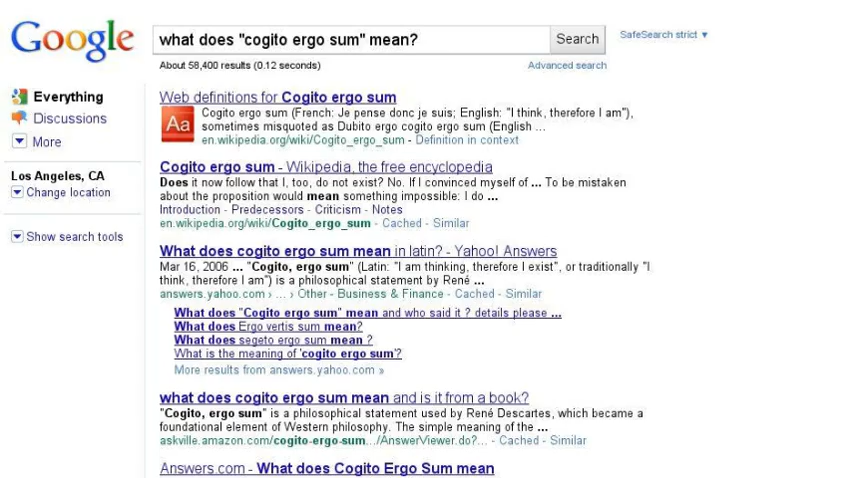 Google
what does "cogito ergo sum" mean?
Search
SafeSearch strict ▼
About 58,400 results (0.12 seconds)
Advanced search
Everything
Discussions
More
Los Angeles, CA
Change location
Show search tools
Web definitions for Cogito ergo sum
Aa
Cogito ergo sum (French: Je pense donc je suis; English: "I think, therefore I am"),
sometimes misquoted as Dubito ergo cogito ergo sum (English ...
en.wikipedia.org/wiki/Cogito_ergo_sum - Definition in context
Cogito ergo sum - Wikipedia, the free encyclopedia
Does it now follow that I, too, do not exist? No. If I convinced myself of ... To be mistaken
about the proposition would mean something impossible: I do ...
Introduction - Predecessors - Criticism - Notes
en.wikipedia.org/wiki/Cogito_ergo_sum - Cached - Similar
What does cogito ergo sum mean in latin? - Yahoo! Answers
Mar 16, 2006 ... "Cogito, ergo sum" (Latin: "I am thinking, therefore I exist", or traditionally "I
think, therefore I am") is a philosophical statement by René ...
answers.yahoo.com › ... › Other - Business & Finance - Cached - Similar
What does "Cogito ergo sum" mean and who said it ? details please ...
What does Ergo vertis sum mean?
What does segeto ergo sum mean ?
What is the meaning of 'cogito ergo sum'?
More results from answers.yahoo.com »
what does cogito ergo sum mean and is it from a book?
"Cogito, ergo sum" is a philosophical statement used by René Descartes, which became a
foundational element of Western philosophy. The simple meaning of the ...
askville.amazon.com/cogito-ergo-sum.../AnswerViewer.do?... - Cached - Similar
Answers.com - What does Cogito Ergo Sum mean